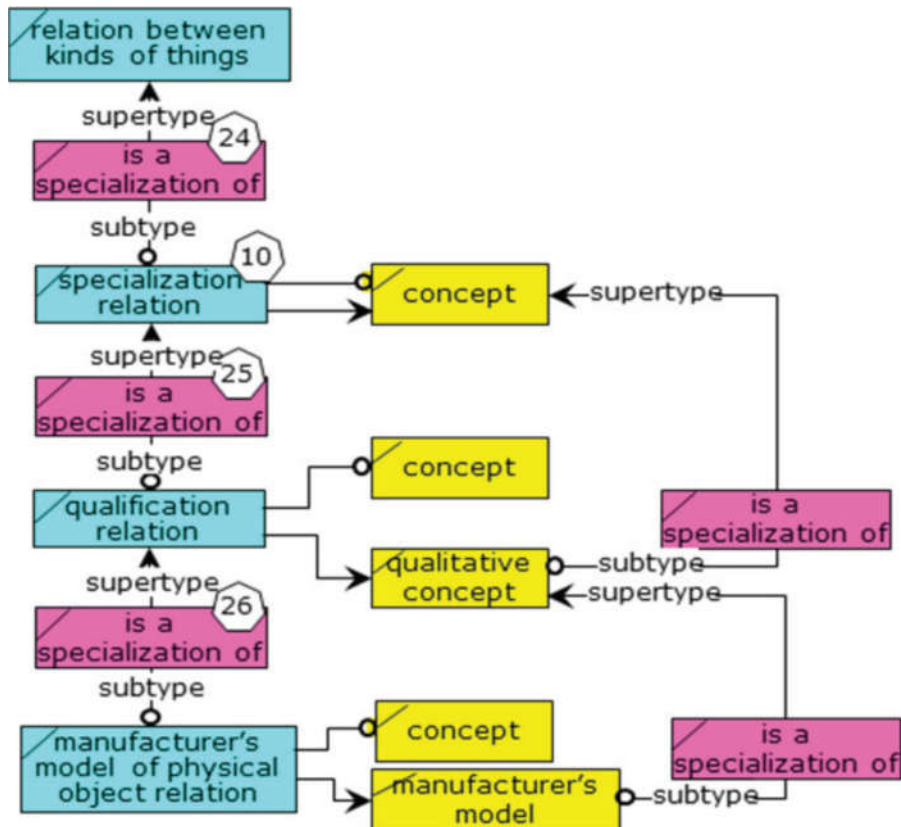 relation between
kinds of things
supertype
24
is a
specialization of
subtype
10
specialization
relation
concept
supertype
supertype
25
is a
specialization of
subtype
concept
qualification
relation
is a
specialization of
qualitative
concept
subtype
supertype
supertype
26
is a
specialization of
subtype
concept
manufacturer's
model of physical
object relation
is a
specialization of
manufacturer's
model
subtype